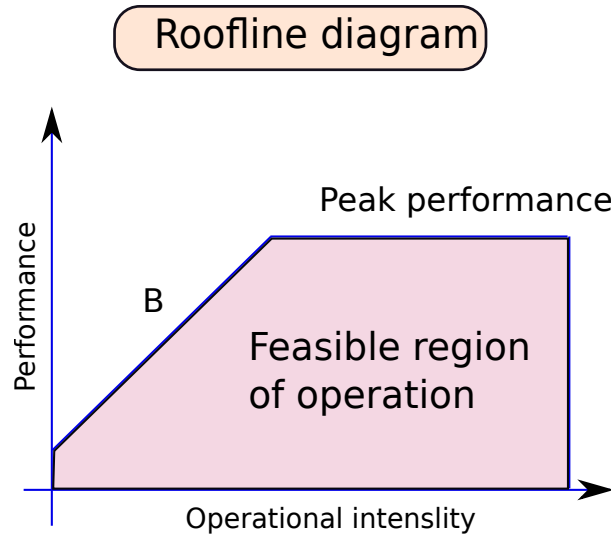 Roofline diagram
Peak performance
Performance
B
Feasible region
of operation
Operational intenslity